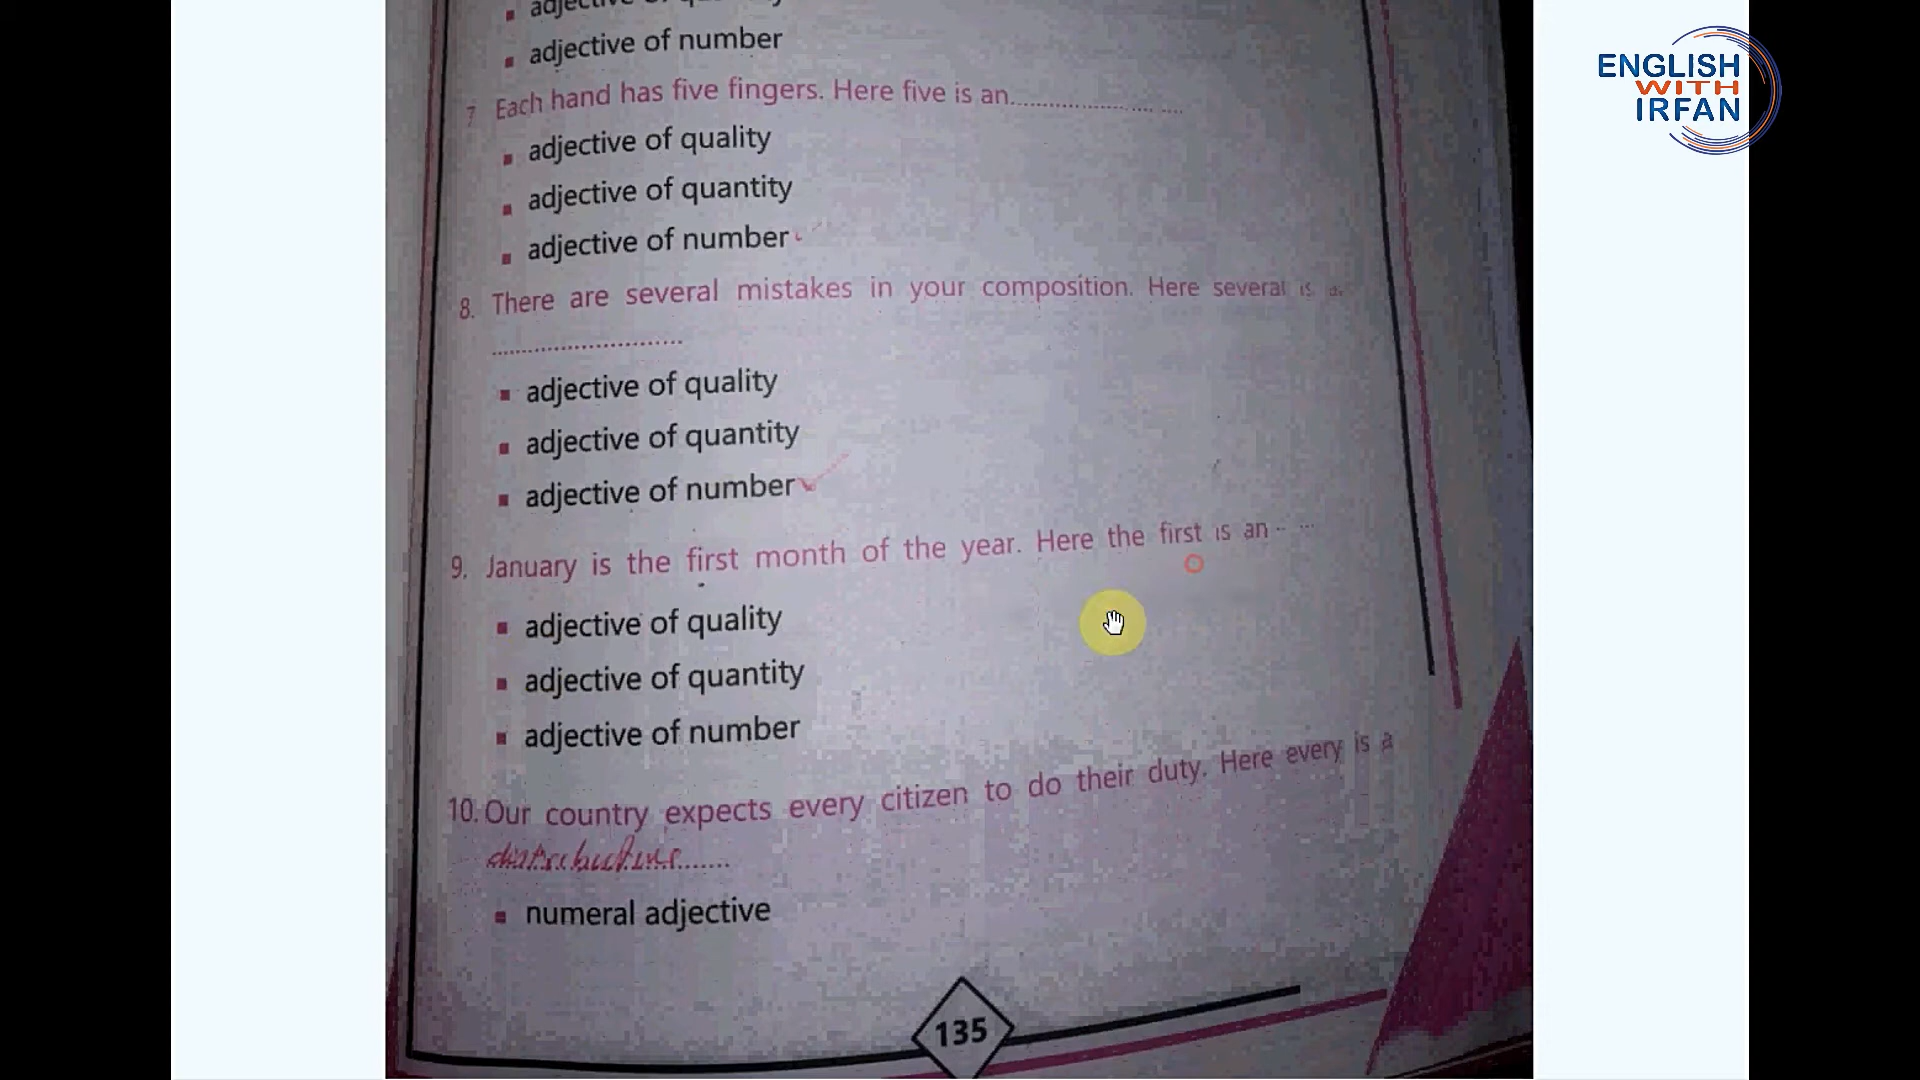 adjective of quantity
adjective of number
ENGLISH
WITH
IRFAN
7 Each hand has five fingers. Here five is an........................
adjective of quality
adjective of quantity
adjective of number
8. There are several mistakes in your composition. Here several is a
............................
adjective of quality
adjective of quantity
adjective of number
9. January is the first month of the year. Here the first is an
adjective of quality
adjective of quantity
adjective of number
10. Our country expects every citizen to do their duty. Here every is a
.......
numeral adjective
135